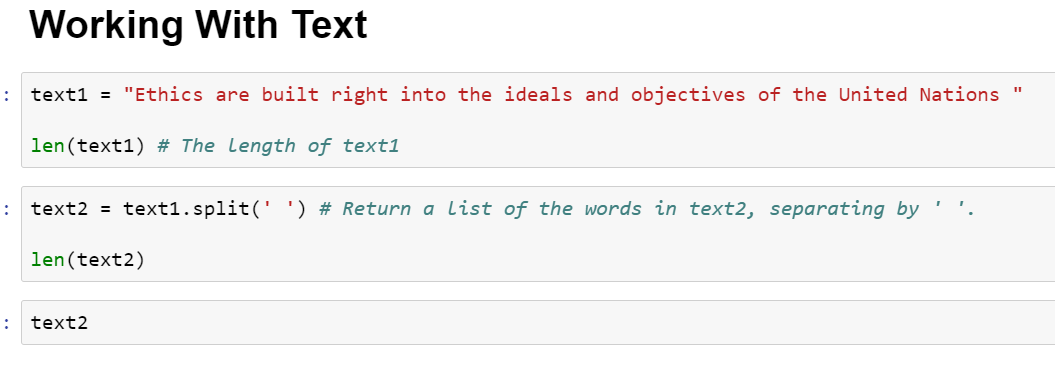 Working With Text
: text1 = "Ethics are built right into the ideals and objectives of the United Nations "
len(text1) # The length of text1
: text2 = text1.split(' ') # Return a list of the words in text2, separating by ' '.
len(text2)
: text2